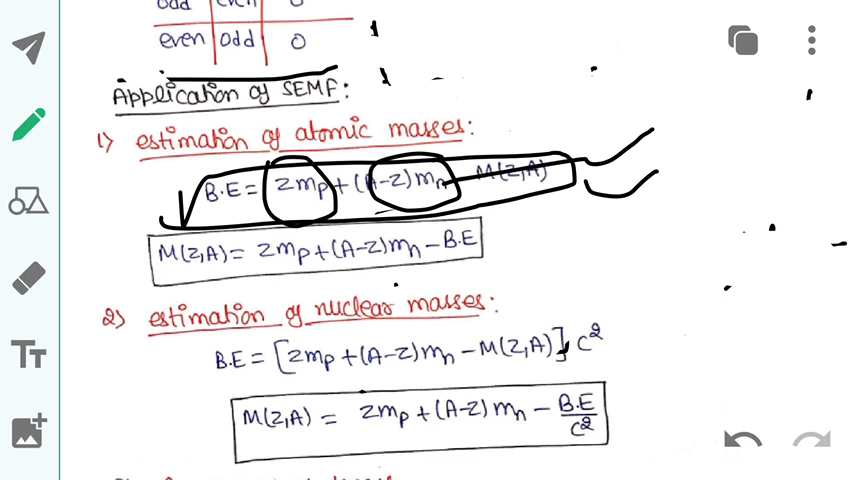 odd even 0
even odd 0
Application of SEMF:
1) estimation of atomic masses:
B.E = Zmp + (A-Z)mn - M(Z,A)
M(Z,A) = Zmp + (A-Z)mn - B.E
2) estimation of nuclear masses:
B.E = [Zmp + (A-Z)mn - M(Z,A)] c²
M(Z,A) = Zmp + (A-Z)mn - B.E/c²
TT